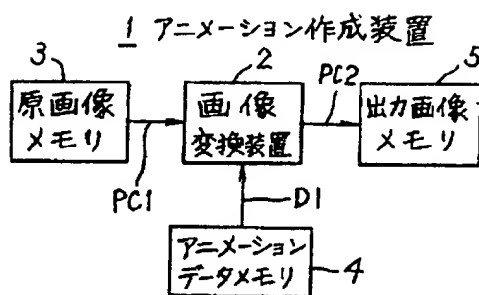 1 アニメーション作成装置
3
2
5
原画像
メモリ
PC1
画像
変換装置
PC2
出力画像
メモリ
D1
アニメーション
データメモリ
4